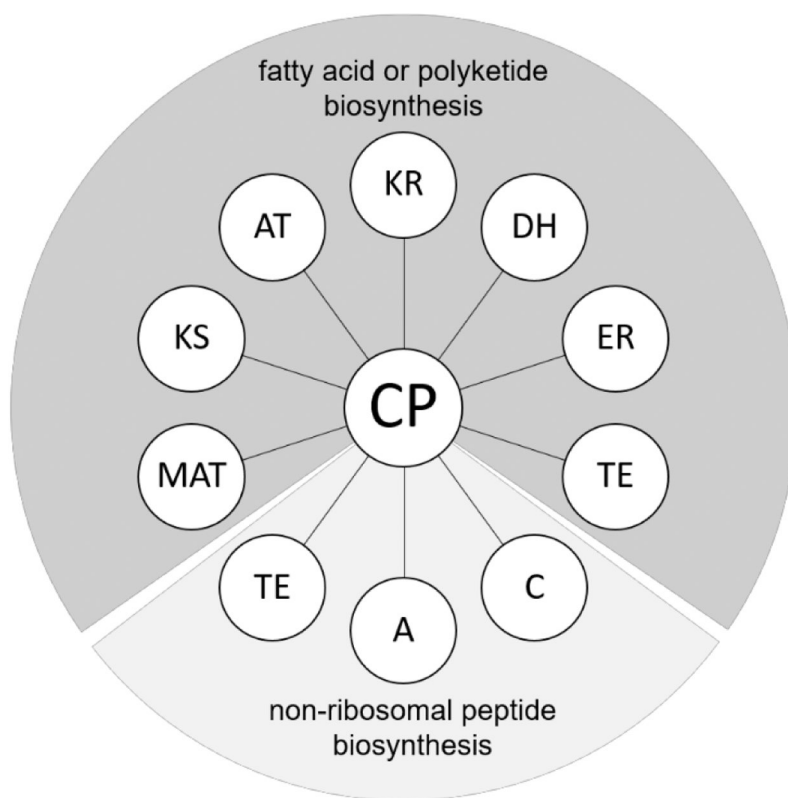 fatty acid or polyketide
biosynthesis
KR
AT
DH
KS
ER
CP
MAT
TE
TE
C
A
non-ribosomal peptide
biosynthesis